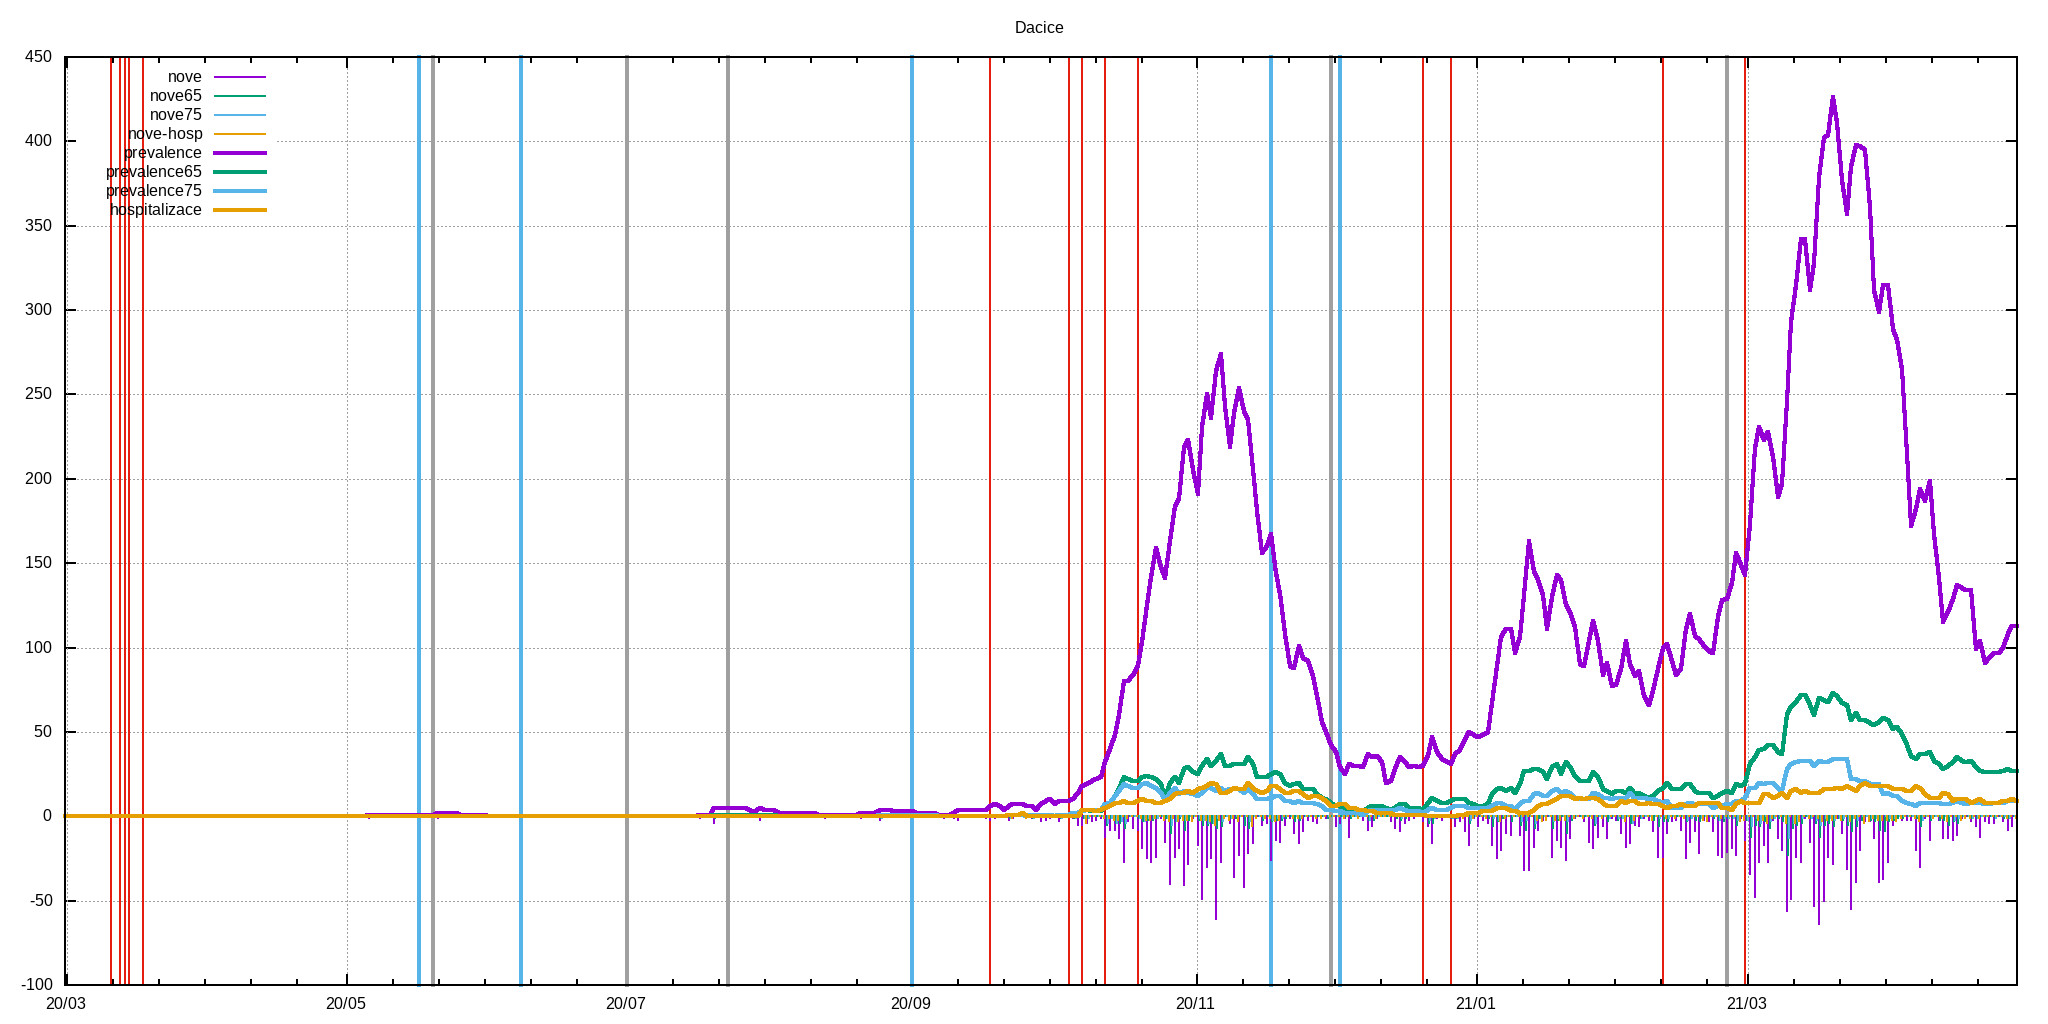 Dacice
450
nove
nove65
nove75
nove-hosp
400
prevalence
prevalence65
prevalence75
hospitalizace
350
300
250
200
150
100
50
0
-50
-100
20/03 20/05 20/07 20/09 20/11 21/01 21/03